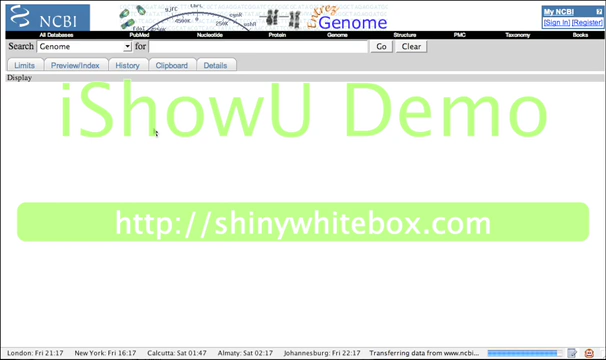 NCBI
Entrez Genome
My NCBI
[Sign In] [Register]
All Databases PubMed Nucleotide Protein Genome Structure PMC Taxonomy Books
Search Genome for Go Clear
Limits Preview/Index History Clipboard Details
Display
iShowU Demo
http://shinywhitebox.com
London: Fri 21:17 New York: Fri 16:17 Calcutta: Sat 01:47 Almaty: Sat 02:17 Johannesburg: Fri 22:17 Transferring data from www.ncbi...